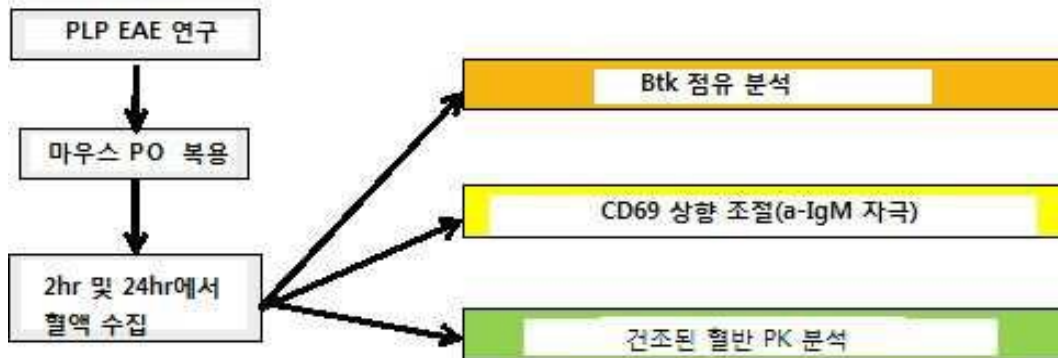 PLP EAE 연구
마우스 PO 복용
2hr 및 24hr에서
혈액 수집
Btk 점유 분석
CD69 상향 조절(a-IgM 자극)
건조된 혈반 PK 분석